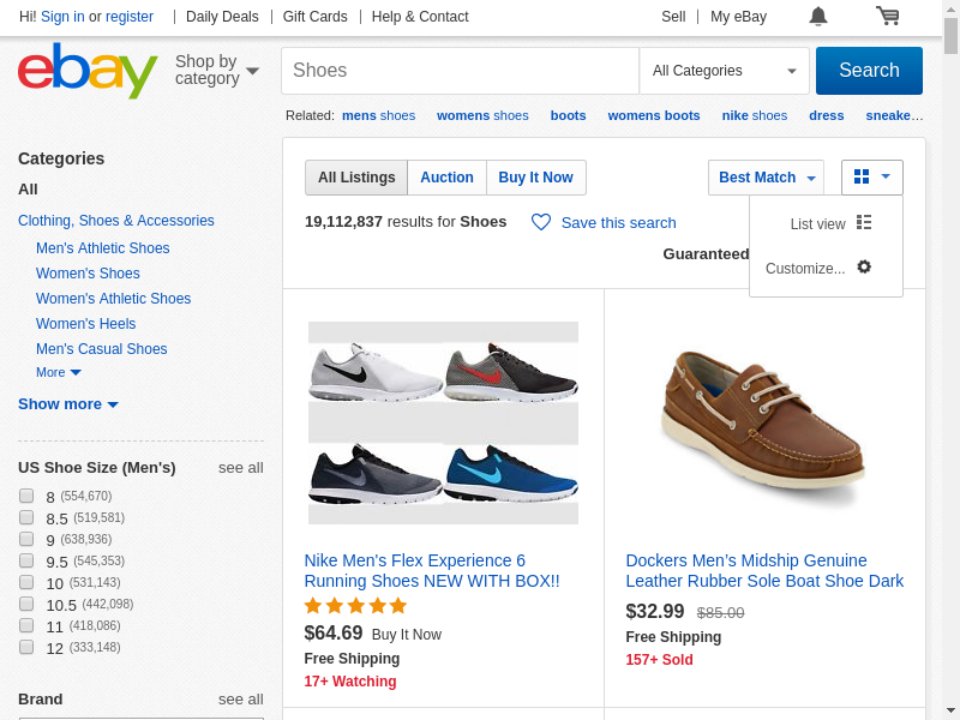 Hi! Sign in or register | Daily Deals | Gift Cards | Help & Contact Sell | My eBay
ebay
Shop by category
Shoes
All Categories
Search
Related: mens shoes womens shoes boots womens boots nike shoes dress sneake...
Categories
All
Clothing, Shoes & Accessories
Men's Athletic Shoes
Women's Shoes
Women's Athletic Shoes
Women's Heels
Men's Casual Shoes
More
Show more
US Shoe Size (Men's) see all
8 (554,670)
8.5 (519,581)
9 (638,936)
9.5 (545,353)
10 (531,143)
10.5 (442,098)
11 (418,086)
12 (333,148)
Brand see all
All Listings Auction Buy It Now Best Match
19,112,837 results for Shoes Save this search
List view
Guaranteed
Customize...
Nike Men's Flex Experience 6
Running Shoes NEW WITH BOX!!
$64.69 Buy It Now
Free Shipping
17+ Watching
Dockers Men's Midship Genuine
Leather Rubber Sole Boat Shoe Dark
$32.99 $85.00
Free Shipping
157+ Sold